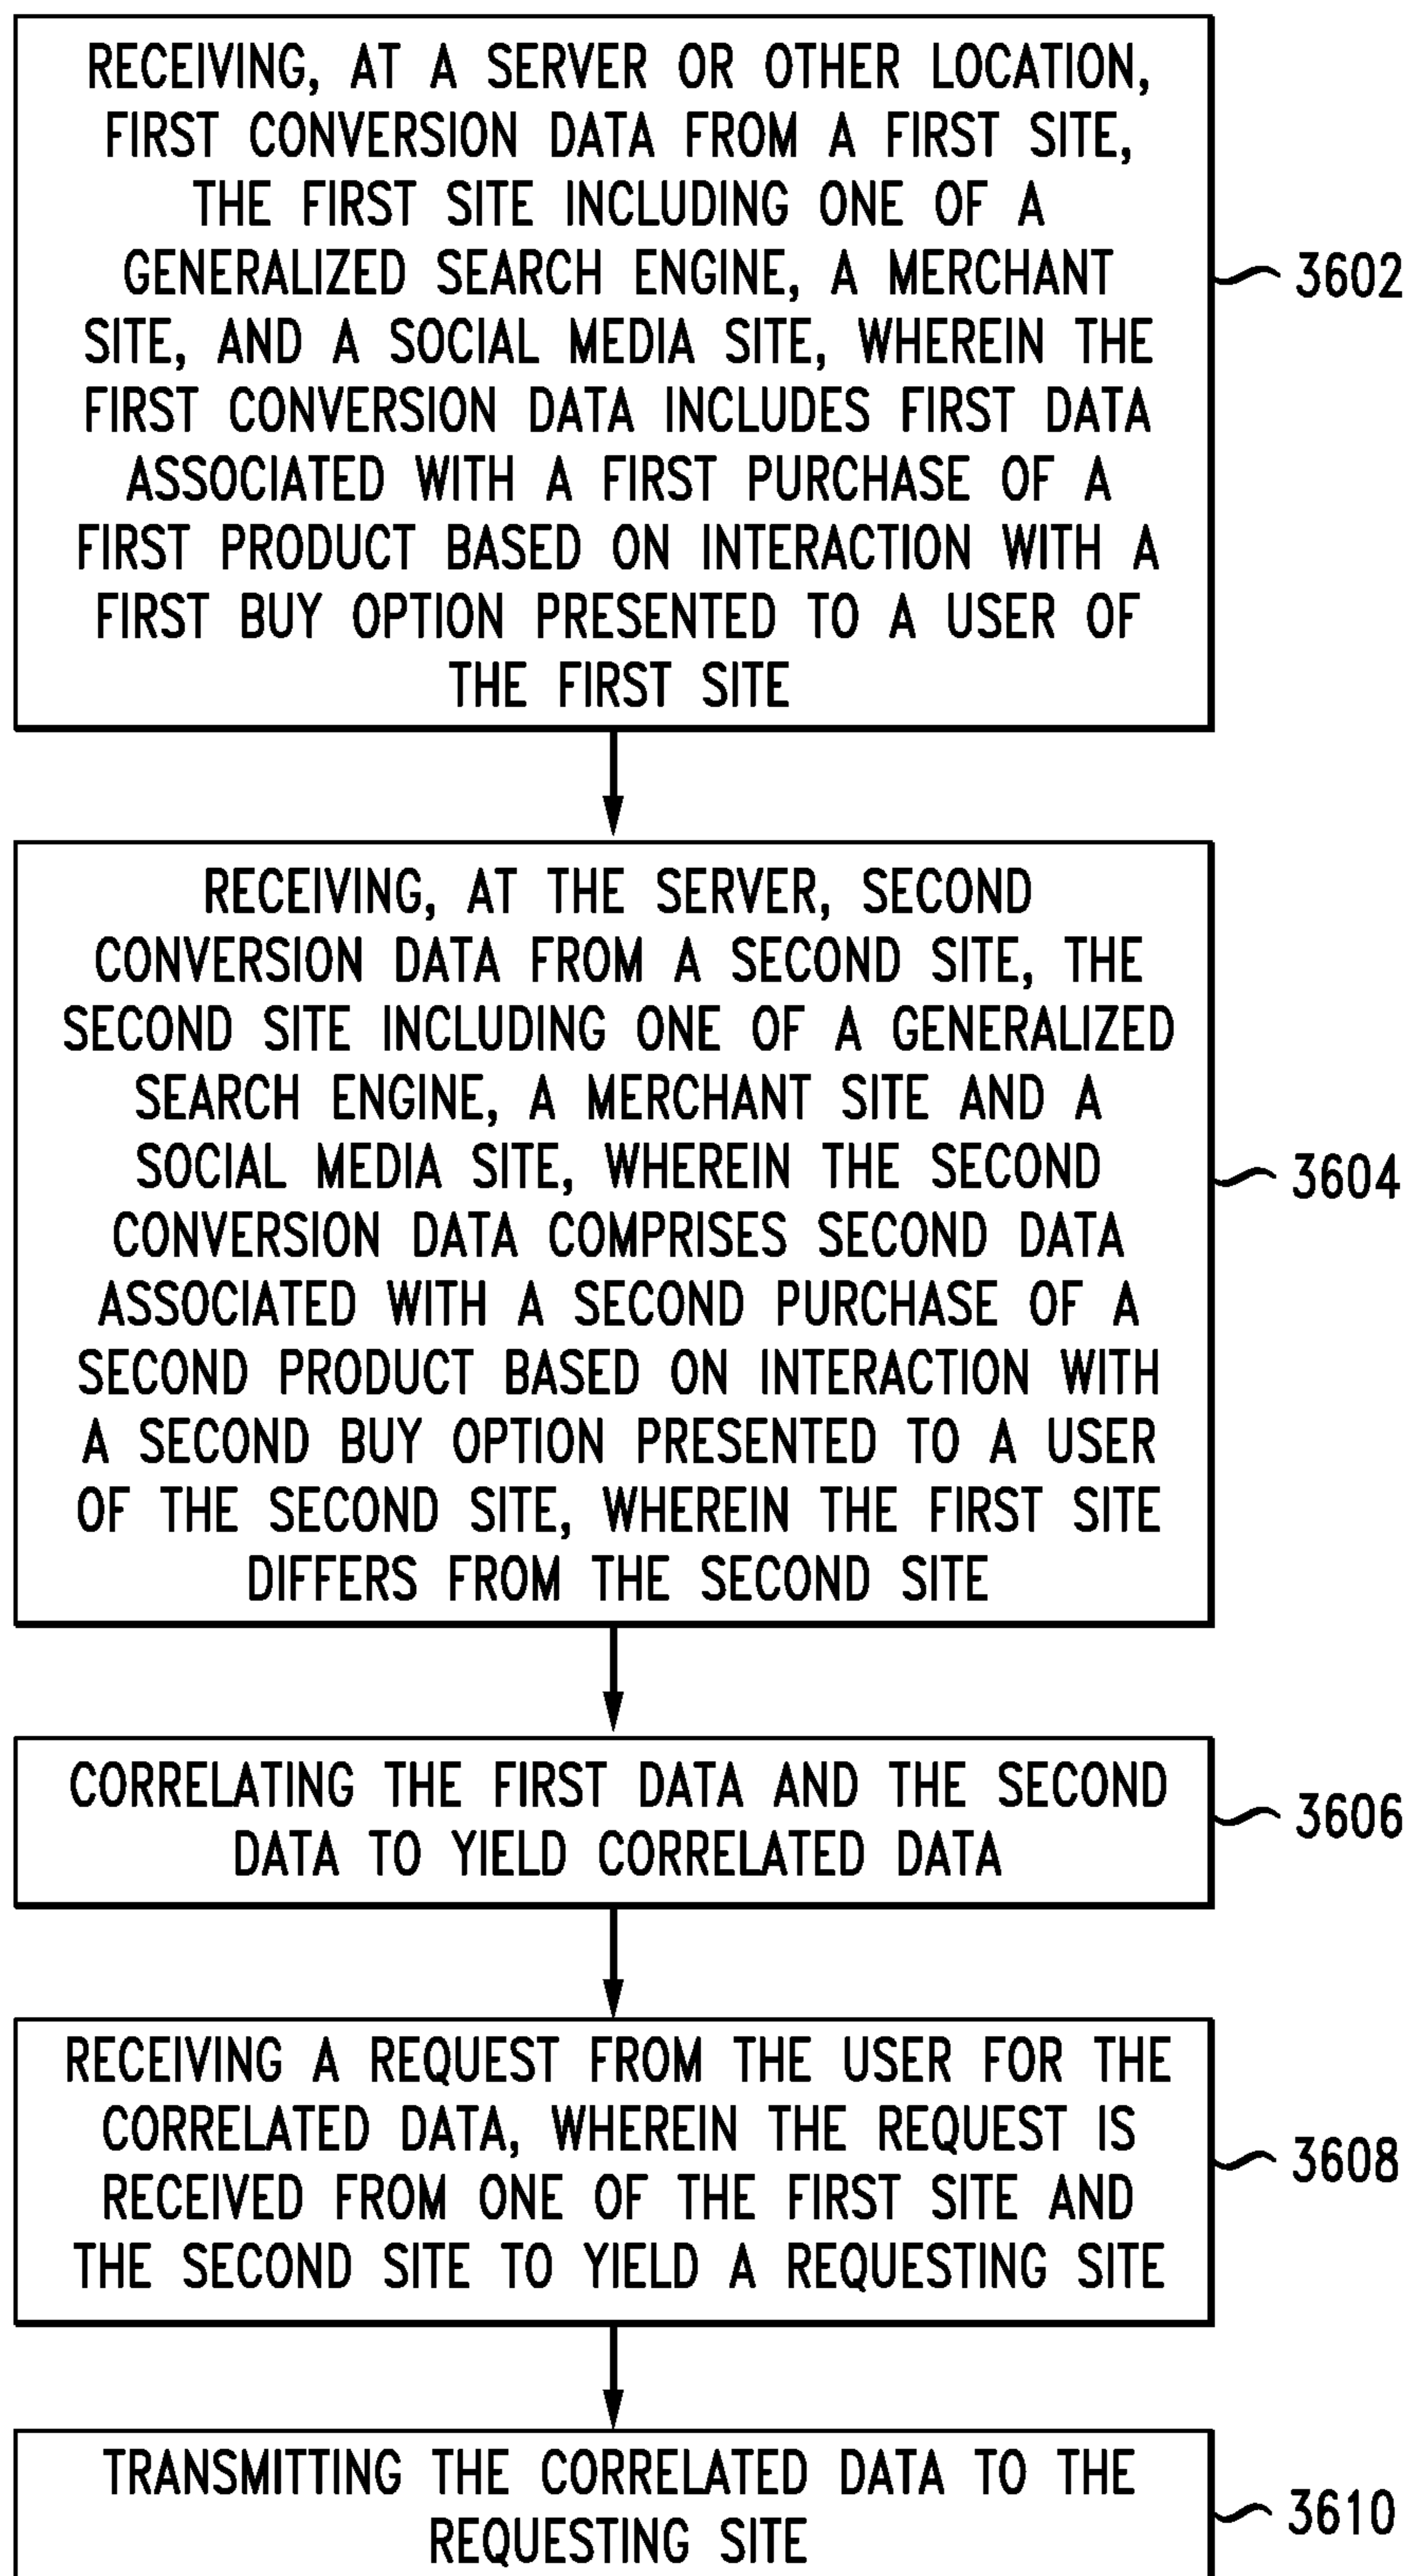 RECEIVING, AT A SERVER OR OTHER LOCATION,
FIRST CONVERSION DATA FROM A FIRST SITE,
THE FIRST SITE INCLUDING ONE OF A
GENERALIZED SEARCH ENGINE, A MERCHANT
SITE, AND A SOCIAL MEDIA SITE, WHEREIN THE
FIRST CONVERSION DATA INCLUDES FIRST DATA
ASSOCIATED WITH A FIRST PURCHASE OF A
FIRST PRODUCT BASED ON INTERACTION WITH A
FIRST BUY OPTION PRESENTED TO A USER OF
THE FIRST SITE
3602
RECEIVING, AT THE SERVER, SECOND
CONVERSION DATA FROM A SECOND SITE, THE
SECOND SITE INCLUDING ONE OF A GENERALIZED
SEARCH ENGINE, A MERCHANT SITE AND A
SOCIAL MEDIA SITE, WHEREIN THE SECOND
CONVERSION DATA COMPRISES SECOND DATA
ASSOCIATED WITH A SECOND PURCHASE OF A
SECOND PRODUCT BASED ON INTERACTION WITH
A SECOND BUY OPTION PRESENTED TO A USER
OF THE SECOND SITE, WHEREIN THE FIRST SITE
DIFFERS FROM THE SECOND SITE
3604
CORRELATING THE FIRST DATA AND THE SECOND
DATA TO YIELD CORRELATED DATA
3606
RECEIVING A REQUEST FROM THE USER FOR THE
CORRELATED DATA, WHEREIN THE REQUEST IS
RECEIVED FROM ONE OF THE FIRST SITE AND
THE SECOND SITE TO YIELD A REQUESTING SITE
3608
TRANSMITTING THE CORRELATED DATA TO THE
REQUESTING SITE
3610